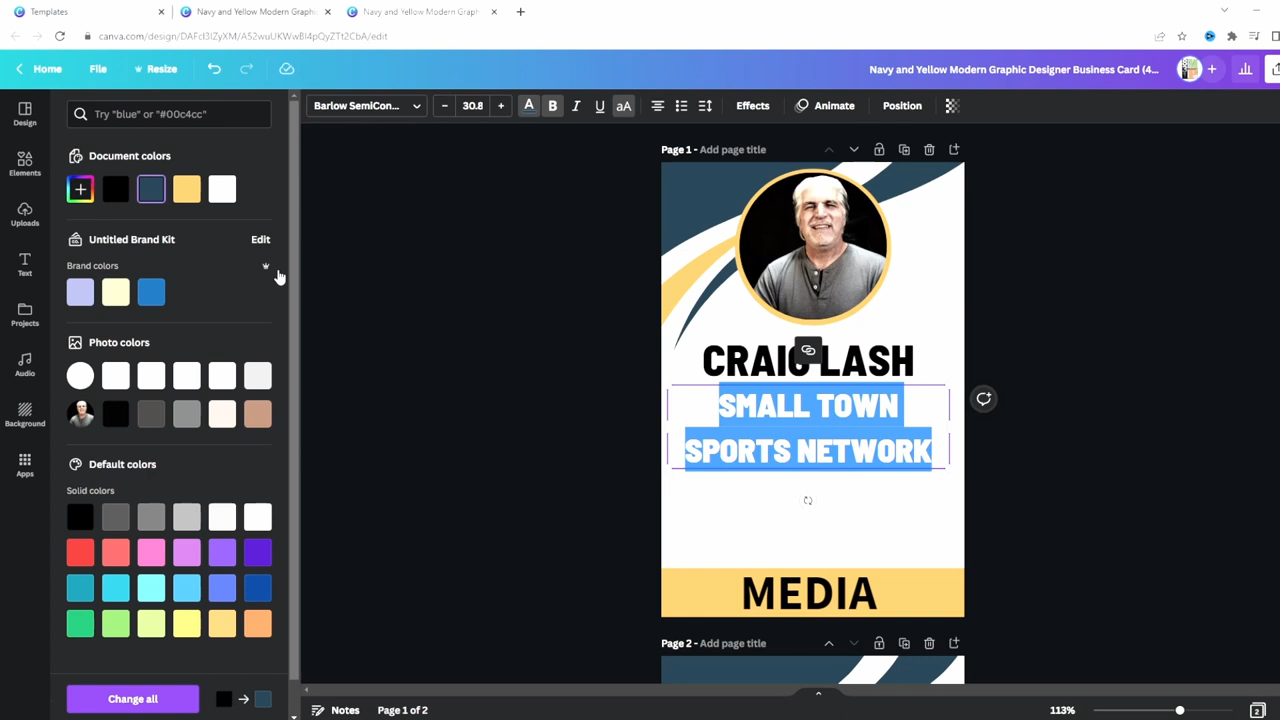 Templates
Navy and Yellow Modern Graphi
Navy and Yellow Modern Graph
canva.com/design/DAFcI3IZyXM/A52wuUKWwBl4pQyZTt2CbA/edit
Home
File
Resize
Navy and Yellow Modern Graphic Designer Business Card (4...
Try "blue" or "#00c4cc"
Barlow SemiCon...
30.8
A
B
I
U
aA
Effects
Animate
Position
Design
Elements
Uploads
Text
Projects
Audio
Background
Apps
Document colors
Untitled Brand Kit
Edit
Brand colors
Photo colors
Default colors
Solid colors
Change all
Page 1 - Add page title
CRAIG LASH
SMALL TOWN
SPORTS NETWORK
MEDIA
Page 2 - Add page title
Notes
Page 1 of 2
113%
2